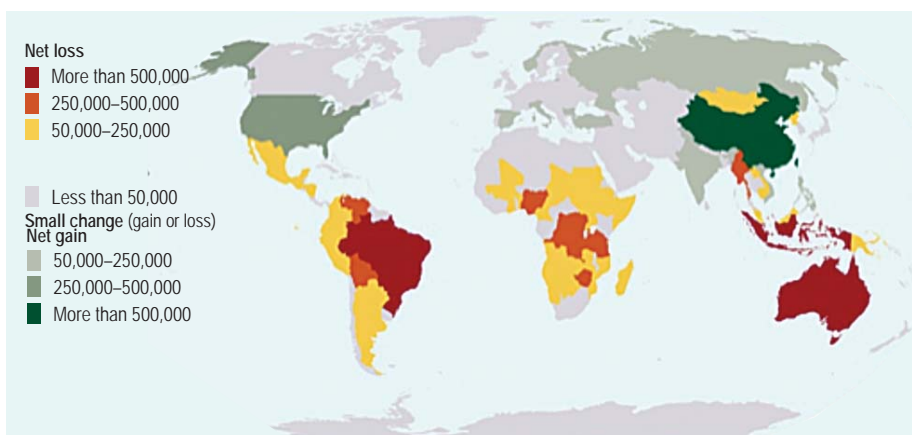 Net loss
More than 500,000
250,000–500,000
50,000–250,000
Less than 50,000
Small change (gain or loss)
Net gain
50,000–250,000
250,000–500,000
More than 500,000